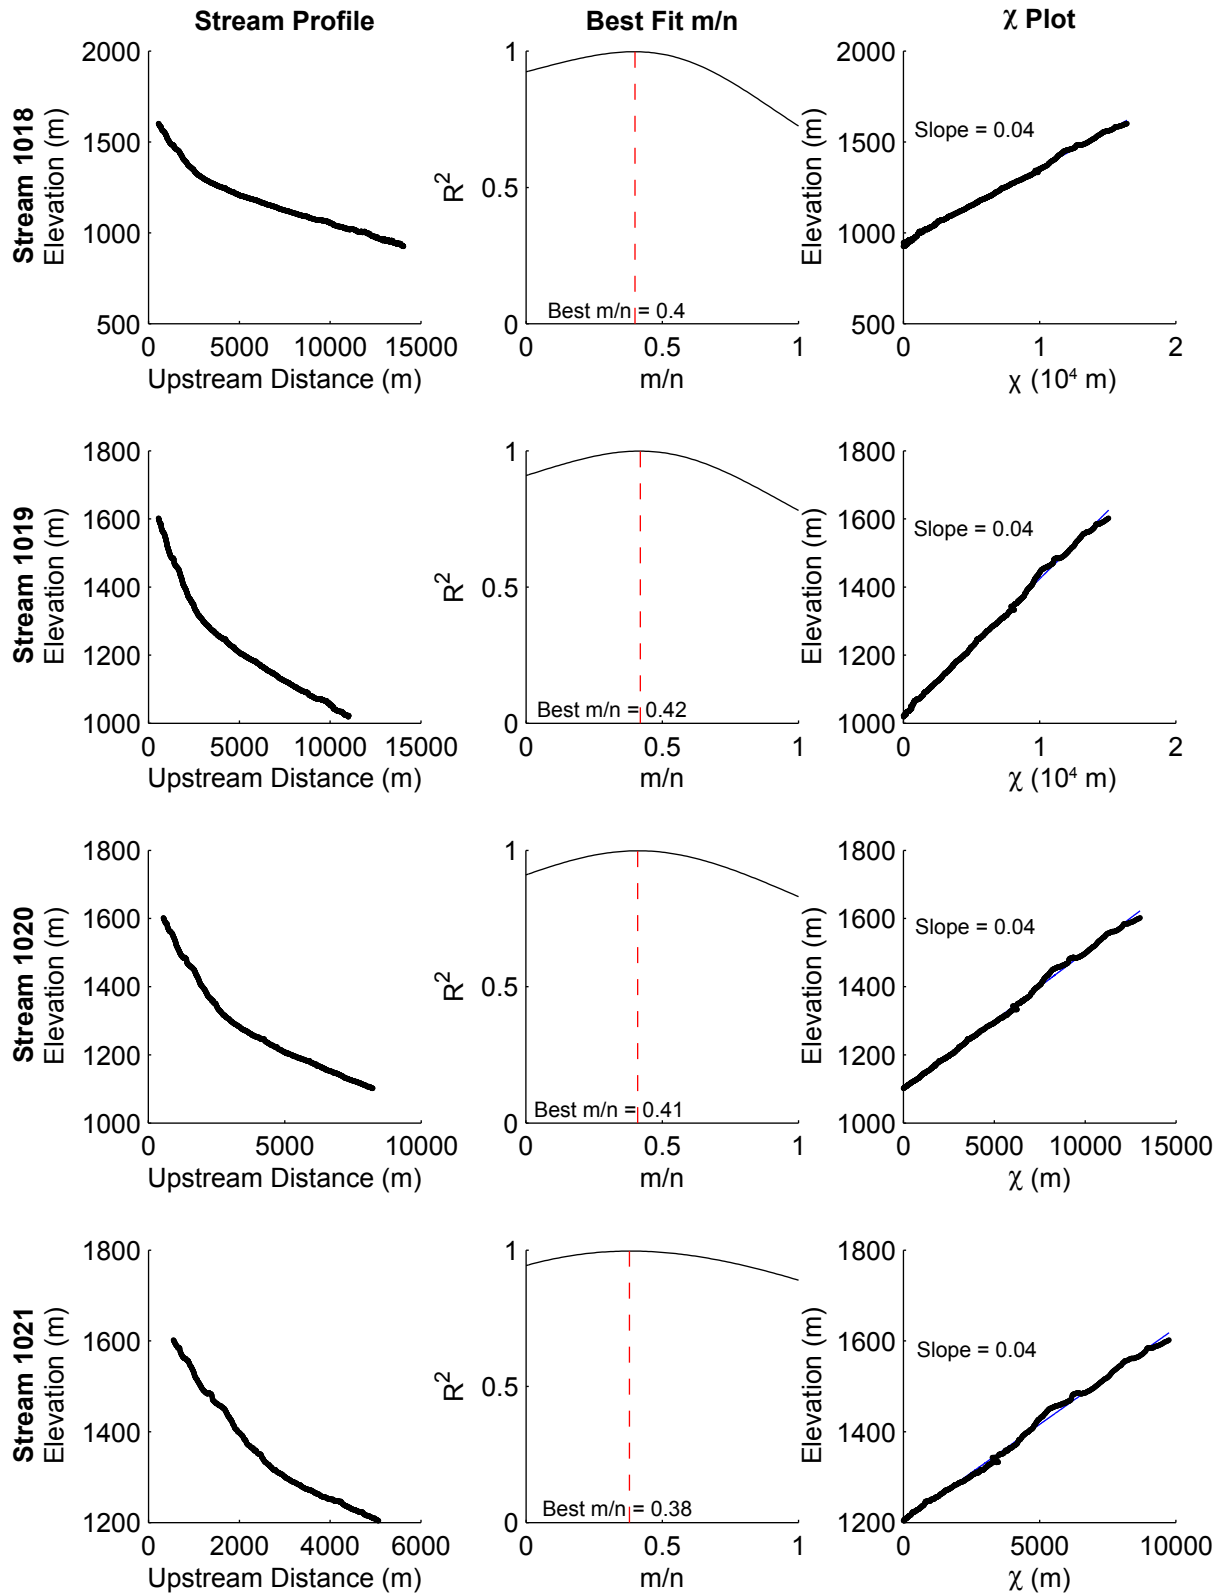 Stream Profile
Best Fit m/n
χ Plot
Stream 1018
Elevation (m)
2000
1500
1000
500
0
5000
10000
15000
Upstream Distance (m)
R²
1
0.5
0
Best m/n = 0.4
0
0.5
1
m/n
Elevation (m)
2000
1500
1000
500
Slope = 0.04
0
1
2
χ (10⁴ m)
Stream 1019
Elevation (m)
1800
1600
1400
1200
1000
0
5000
10000
15000
Upstream Distance (m)
R²
1
0.5
0
Best m/n = 0.42
0
0.5
1
m/n
Elevation (m)
1800
1600
1400
1200
1000
Slope = 0.04
0
1
2
χ (10⁴ m)
Stream 1020
Elevation (m)
1800
1600
1400
1200
1000
0
5000
10000
Upstream Distance (m)
R²
1
0.5
0
Best m/n = 0.41
0
0.5
1
m/n
Elevation (m)
1800
1600
1400
1200
1000
Slope = 0.04
0
5000
10000
15000
χ (m)
Stream 1021
Elevation (m)
1800
1600
1400
1200
0
2000
4000
6000
Upstream Distance (m)
R²
1
0.5
0
Best m/n = 0.38
0
0.5
1
m/n
Elevation (m)
1800
1600
1400
1200
Slope = 0.04
0
5000
10000
χ (m)